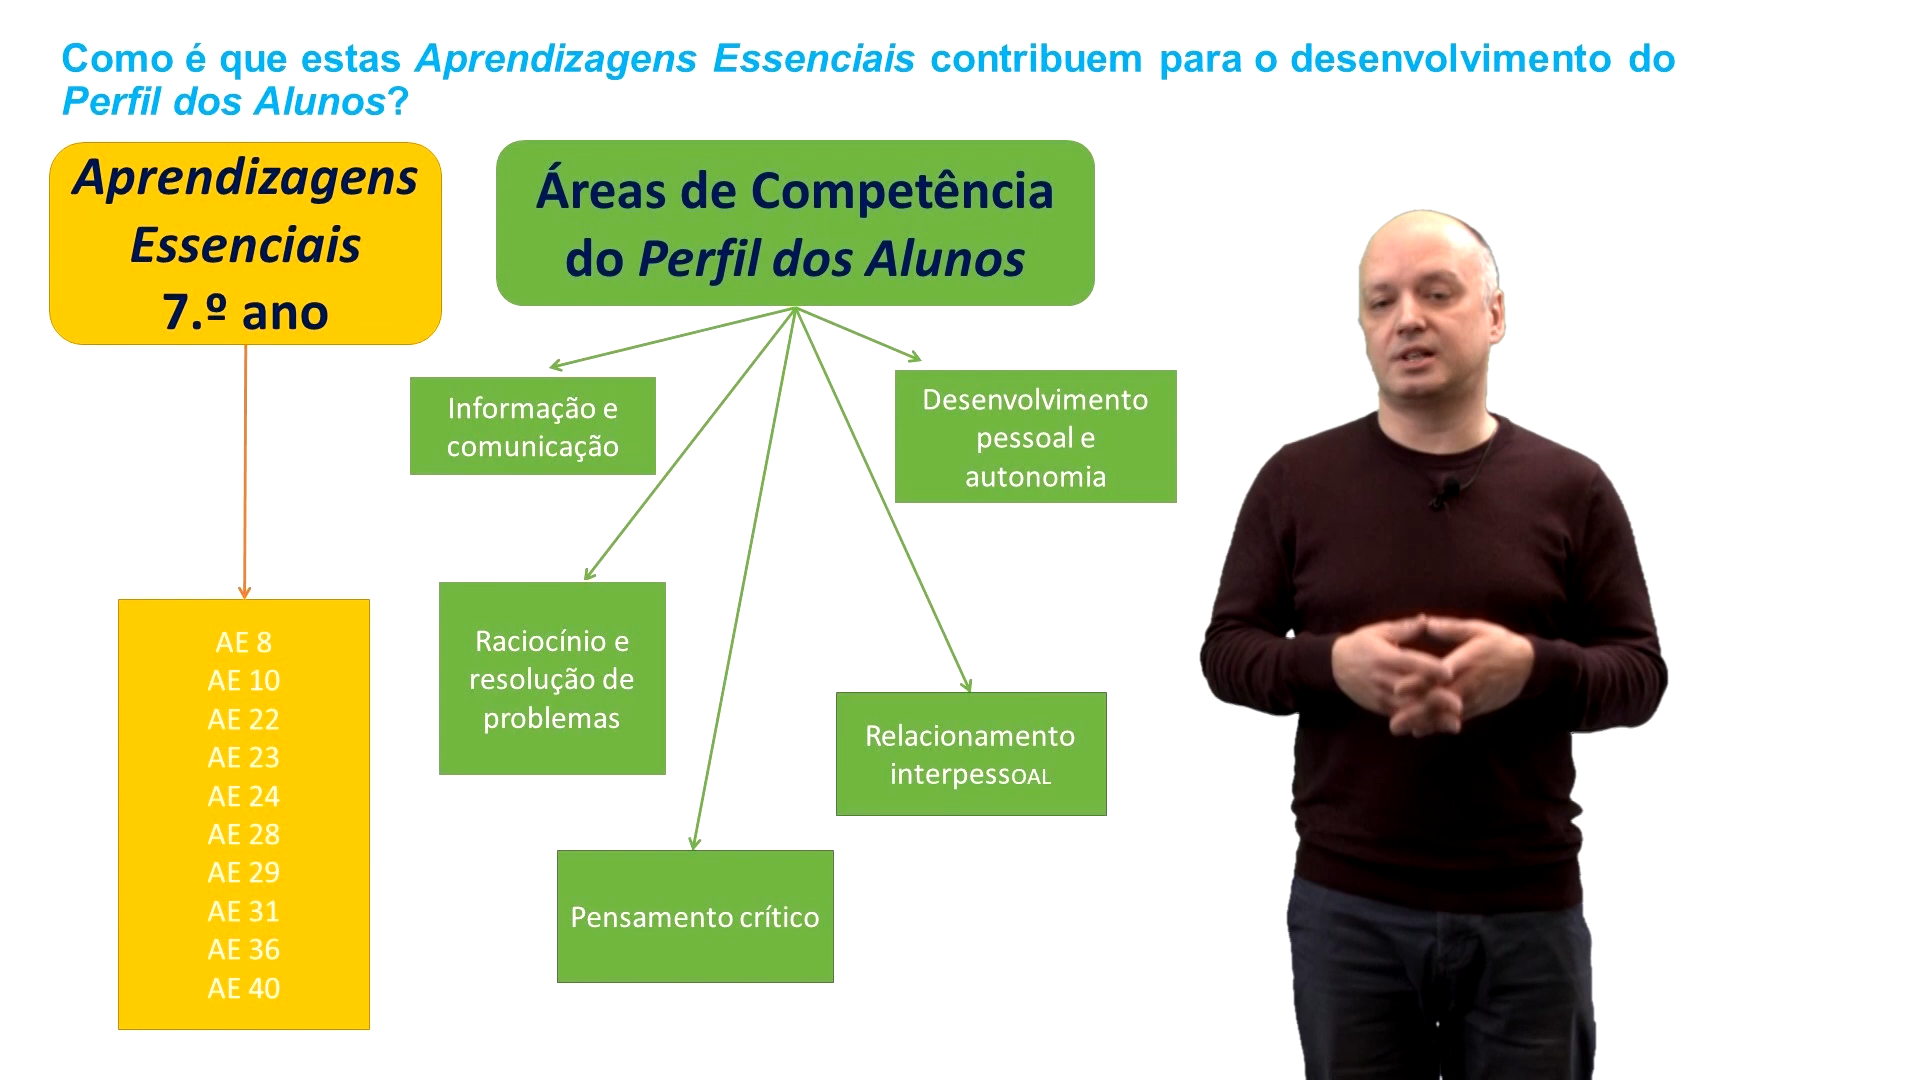 Como é que estas Aprendizagens Essenciais contribuem para o desenvolvimento do
Perfil dos Alunos?
Aprendizagens
Essenciais
7.º ano
Áreas de Competência
do Perfil dos Alunos
Informação e
comunicação
Desenvolvimento
pessoal e
autonomia
Raciocínio e
resolução de
problemas
Relacionamento
interpessOAL
Pensamento crítico
AE 8
AE 10
AE 22
AE 23
AE 24
AE 28
AE 29
AE 31
AE 36
AE 40